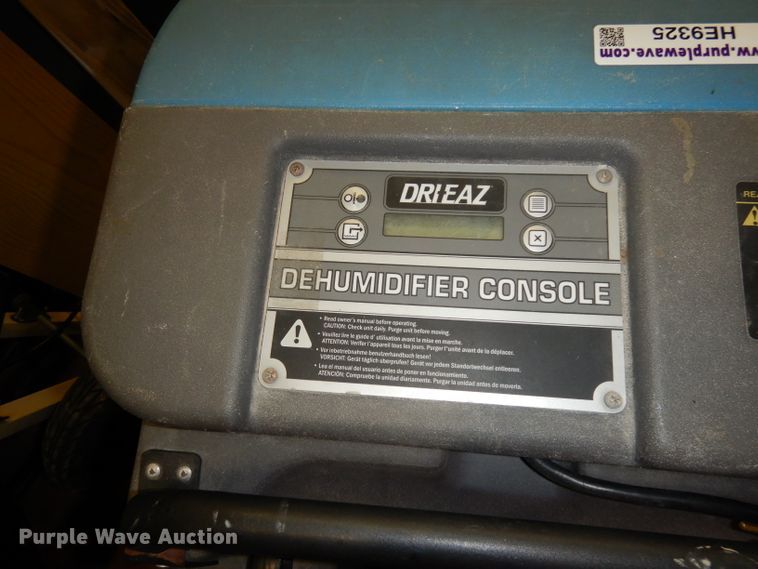 www.purplewave.com
HE9325
DRI-EAZ
DEHUMIDIFIER CONSOLE
• Read owner's manual before operating.
CAUTION: Check unit daily. Purge unit before moving.
• Veuillez lire le guide d' utilisation avant la mise en marche.
ATTENTION: Verifer l'appareil tous les jours. Purger l'unité avant de la déplacer.
• Vor inbetriebnahme benutzerhandbuch lesen!
VORSICHT: Gerät täglich überprufen! Gerät vor jedem Standortwechsel entleeren.
• Lea el manual del usuario antes de poner en funcionamiento.
ATENCIÓN: Compruebe la unidad diariamente. Purgar la unidad antes de moverla.
REA
Purple Wave Auction